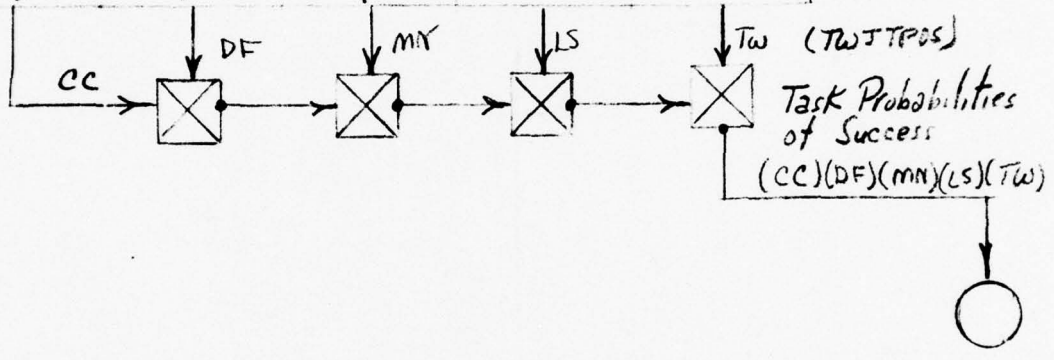 DF
MN
LS
TW (TWJTPOS)
CC
Task Probabilities
of Success
(CC)(DF)(MN)(LS)(TW)